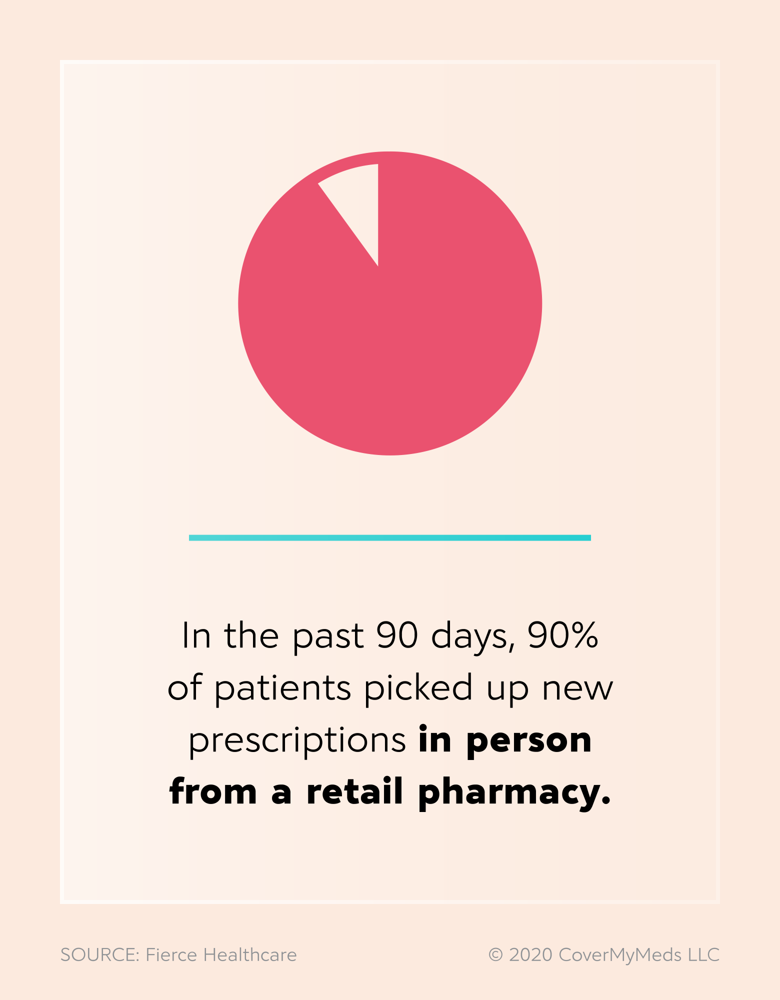 In the past 90 days, 90%
of patients picked up new
prescriptions in person
from a retail pharmacy.
SOURCE: Fierce Healthcare
© 2020 CoverMyMeds LLC